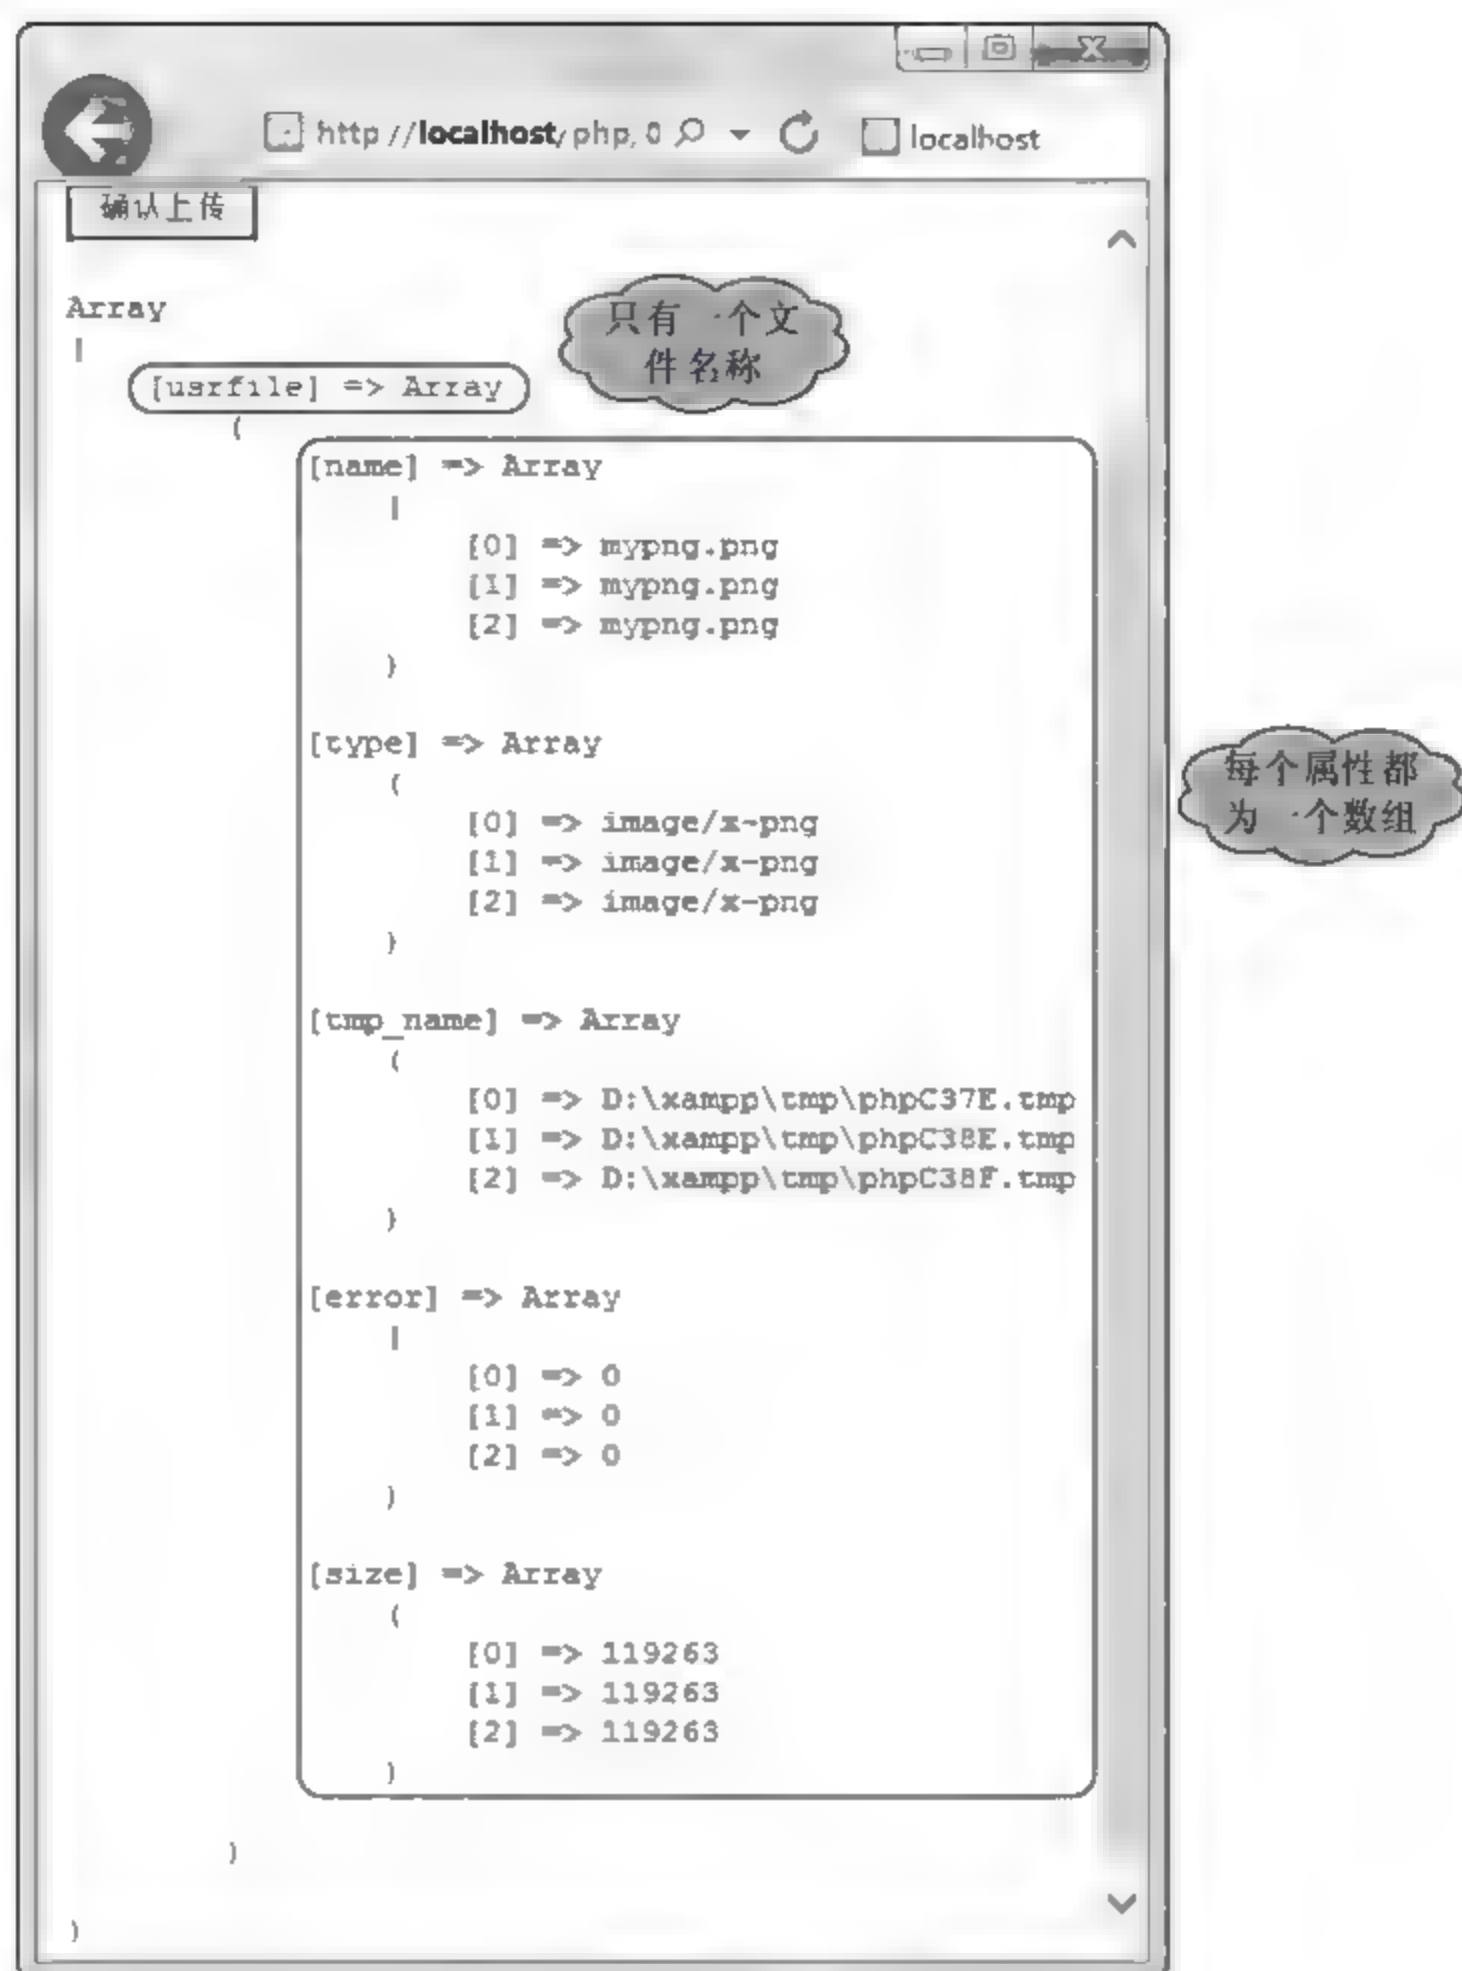 http://localhost/php, 0
localhost
确认上传
Array
(
[usrfile] => Array
(
只有一个文
件名称
[name] => Array
(
[0] => mypng.png
[1] => mypng.png
[2] => mypng.png
)
[type] => Array
(
[0] => image/x-png
[1] => image/x-png
[2] => image/x-png
)
每个属性都
为一个数组
[tmp_name] => Array
(
[0] => D:\xampp\tmp\phpC37E.tmp
[1] => D:\xampp\tmp\phpC38E.tmp
[2] => D:\xampp\tmp\phpC38F.tmp
)
[error] => Array
(
[0] => 0
[1] => 0
[2] => 0
)
[size] => Array
(
[0] => 119263
[1] => 119263
[2] => 119263
)
)
)